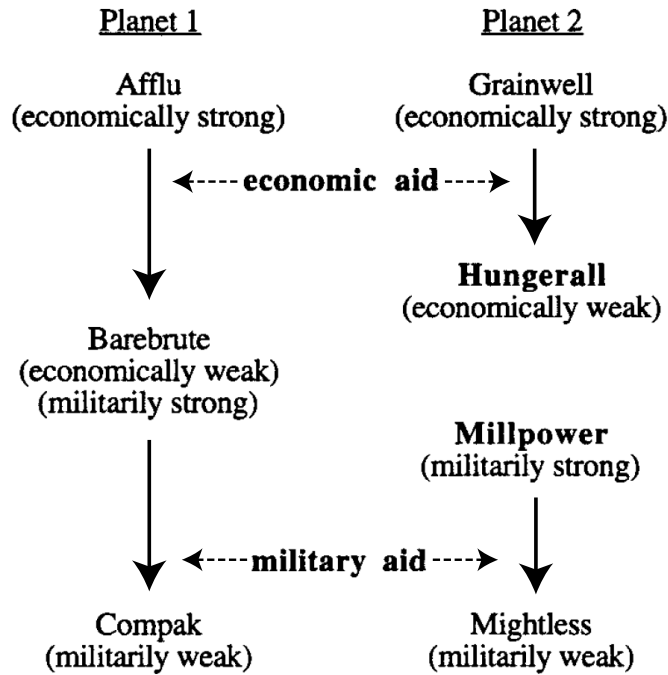 Planet 1
Planet 2
Afflu
(economically strong)
Grainwell
(economically strong)
economic aid
Hungerall
(economically weak)
Barebrute
(economically weak)
(militarily strong)
Millpower
(militarily strong)
military aid
Compak
(militarily weak)
Mightless
(militarily weak)